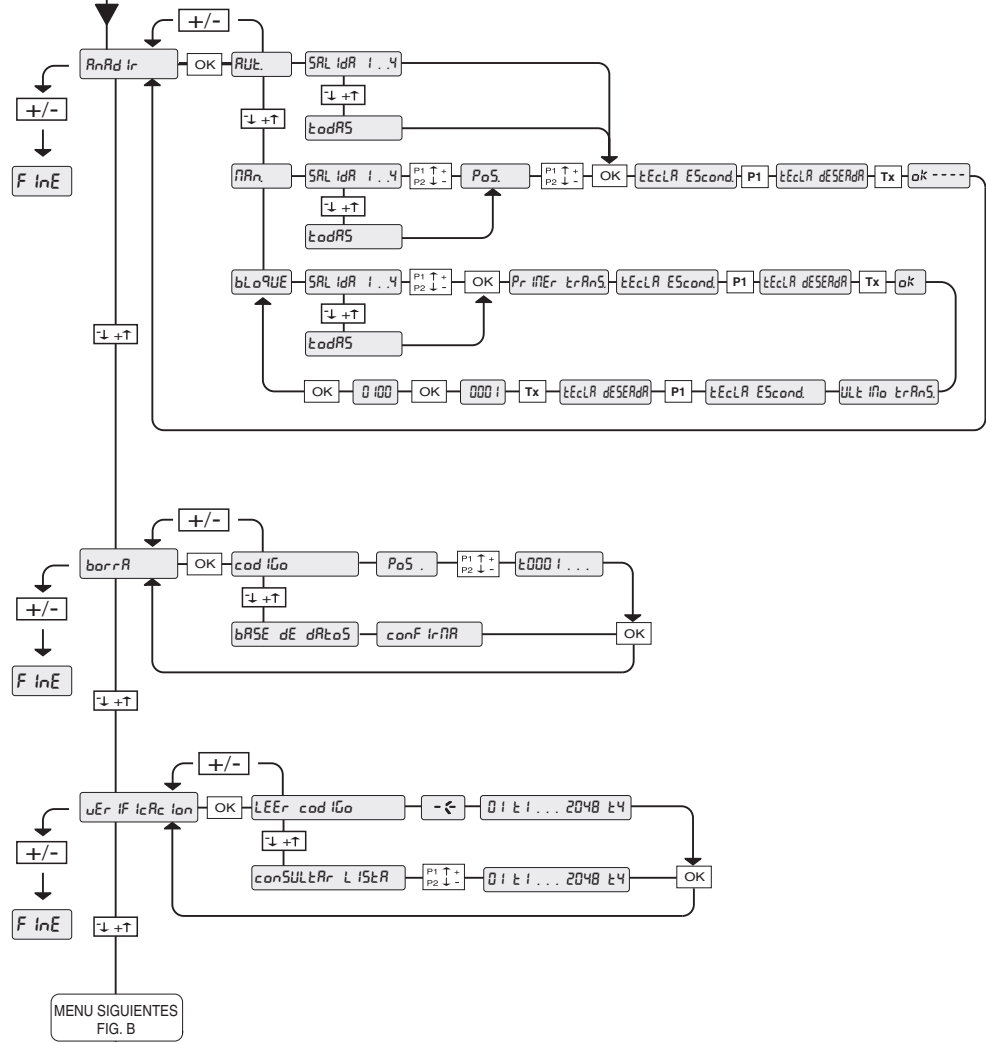 +/-
AnAdIr OK AUt. SALIdA 1..4
-↓ +↑
+/- -↓ +↑
todAS
FInE MAn. SALIdA 1..4 P1 ↑ + P2 ↓ - PoS. P1 ↑ + P2 ↓ - OK tEcLA EScond. P1 tEcLA dESEAdA Tx ok----
-↓ +↑
todAS
bLoqUE SALIdA 1..4 P1 ↑ + P2 ↓ - OK PrIMEr trAnS. tEcLA EScond. P1 tEcLA dESEAdA Tx ok
-↓ +↑
-↓ +↑
todAS
OK 0100 OK 0001 Tx tEcLA dESEAdA P1 tEcLA EScond. ULtIMo trAnS.
+/-
borrA OK codIGo PoS. P1 ↑ + P2 ↓ - t0001...
-↓ +↑
+/-
bASE dE dAtoS conFIrMA OK
FInE
-↓ +↑
+/-
vErIFIcAcIon OK LEEr codIGo -← 01 t1...2048 t4
-↓ +↑
+/-
conSULtAr LIStA P1 ↑ + P2 ↓ - 01 t1...2048 t4 OK
FInE
-↓ +↑
MENU SIGUIENTES
FIG. B